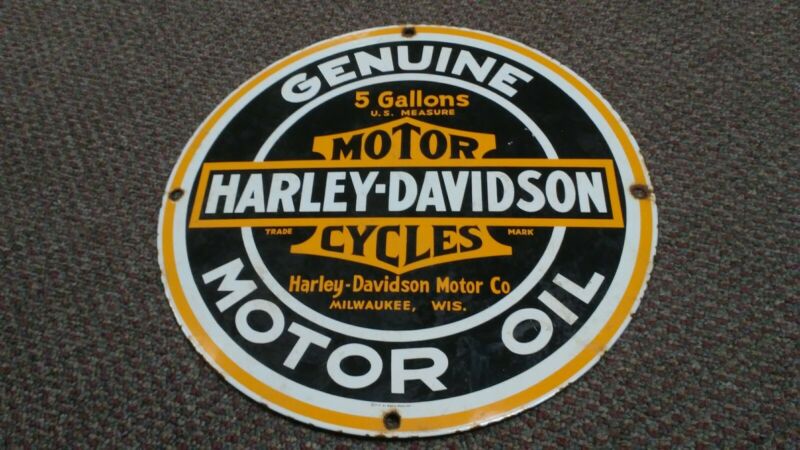 GENUINE
5 Gallons
U.S. MEASURE
MOTOR
HARLEY-DAVIDSON
TRADE MARK
CYCLES
Harley-Davidson Motor Co
MILWAUKEE, WIS.
MOTOR OIL